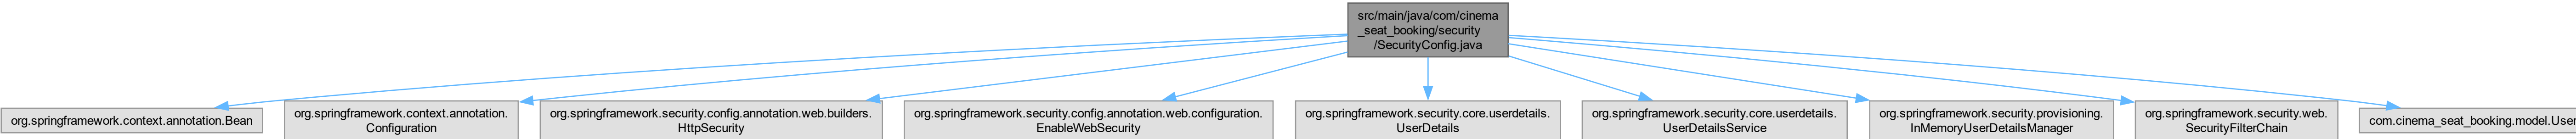 src/main/java/com/cinema
_seat_booking/security
/SecurityConfig.java
org.springframework.context.annotation.Bean
org.springframework.context.annotation.
Configuration
org.springframework.security.config.annotation.web.builders.
HttpSecurity
org.springframework.security.config.annotation.web.configuration.
EnableWebSecurity
org.springframework.security.core.userdetails.
UserDetails
org.springframework.security.core.userdetails.
UserDetailsService
org.springframework.security.provisioning.
InMemoryUserDetailsManager
org.springframework.security.web.
SecurityFilterChain
com.cinema_seat_booking.model.Use